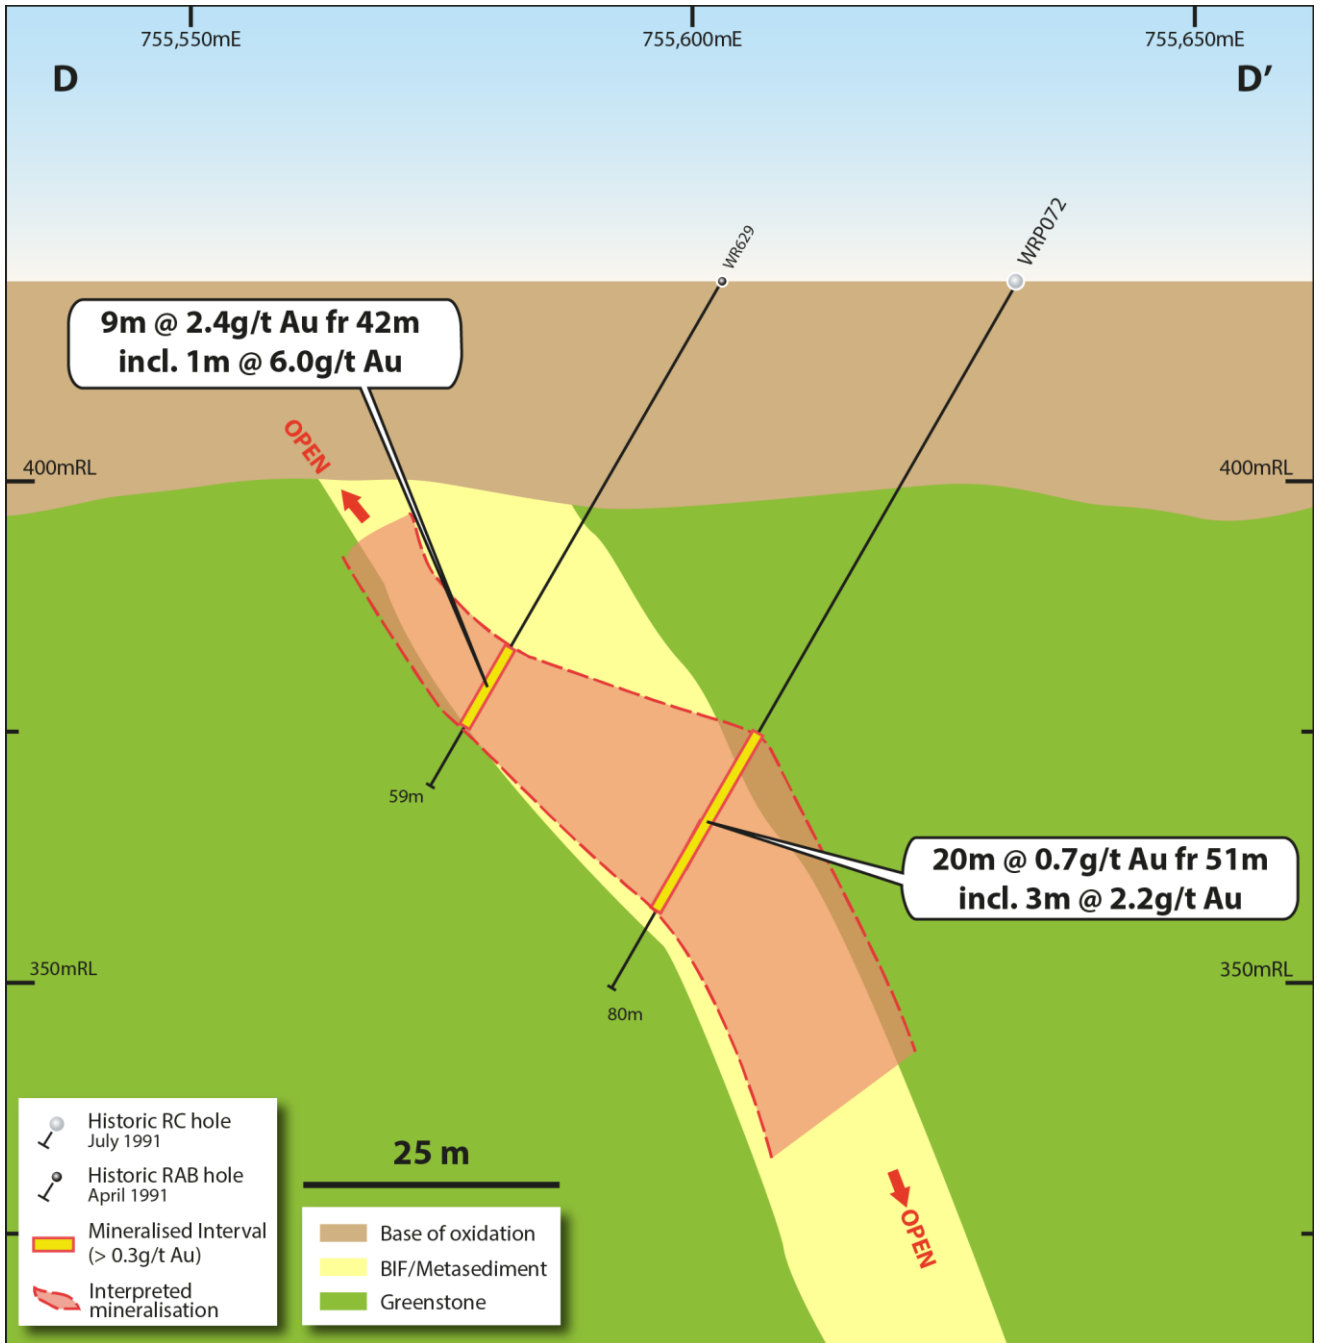 755,550mE
755,600mE
755,650mE
D
D’
WR629
WRP072
9m @ 2.4g/t Au fr 42m
incl. 1m @ 6.0g/t Au
OPEN
400mRL
400mRL
59m
20m @ 0.7g/t Au fr 51m
incl. 3m @ 2.2g/t Au
350mRL
350mRL
80m
OPEN
Historic RC hole
July 1991
Historic RAB hole
April 1991
Mineralised Interval
(> 0.3g/t Au)
Interpreted
mineralisation
25 m
Base of oxidation
BIF/Metasediment
Greenstone